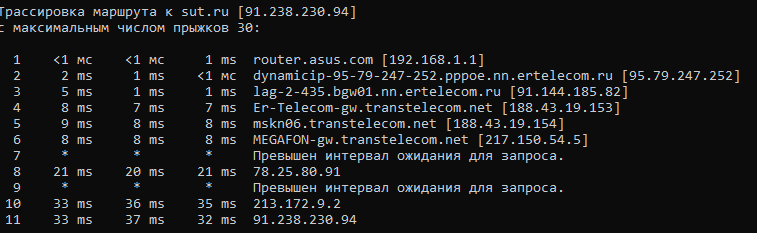 Трассировка маршрута к sut.ru [91.238.230.94]
с максимальным числом прыжков 30:
1 <1 мс <1 мс 1 ms router.asus.com [192.168.1.1]
2 2 ms 1 ms <1 мс dynamicip-95-79-247-252.pppoe.nn.ertelecom.ru [95.79.247.252]
3 5 ms 1 ms 1 ms lag-2-435.bgw01.nn.ertelecom.ru [91.144.185.82]
4 8 ms 7 ms 7 ms Er-Telecom-gw.transtelecom.net [188.43.19.153]
5 9 ms 8 ms 8 ms mskn06.transtelecom.net [188.43.19.154]
6 8 ms 8 ms 8 ms MEGAFON-gw.transtelecom.net [217.150.54.5]
7 * * * Превышен интервал ожидания для запроса.
8 21 ms 20 ms 21 ms 78.25.80.91
9 * * * Превышен интервал ожидания для запроса.
10 33 ms 36 ms 35 ms 213.172.9.2
11 33 ms 37 ms 32 ms 91.238.230.94